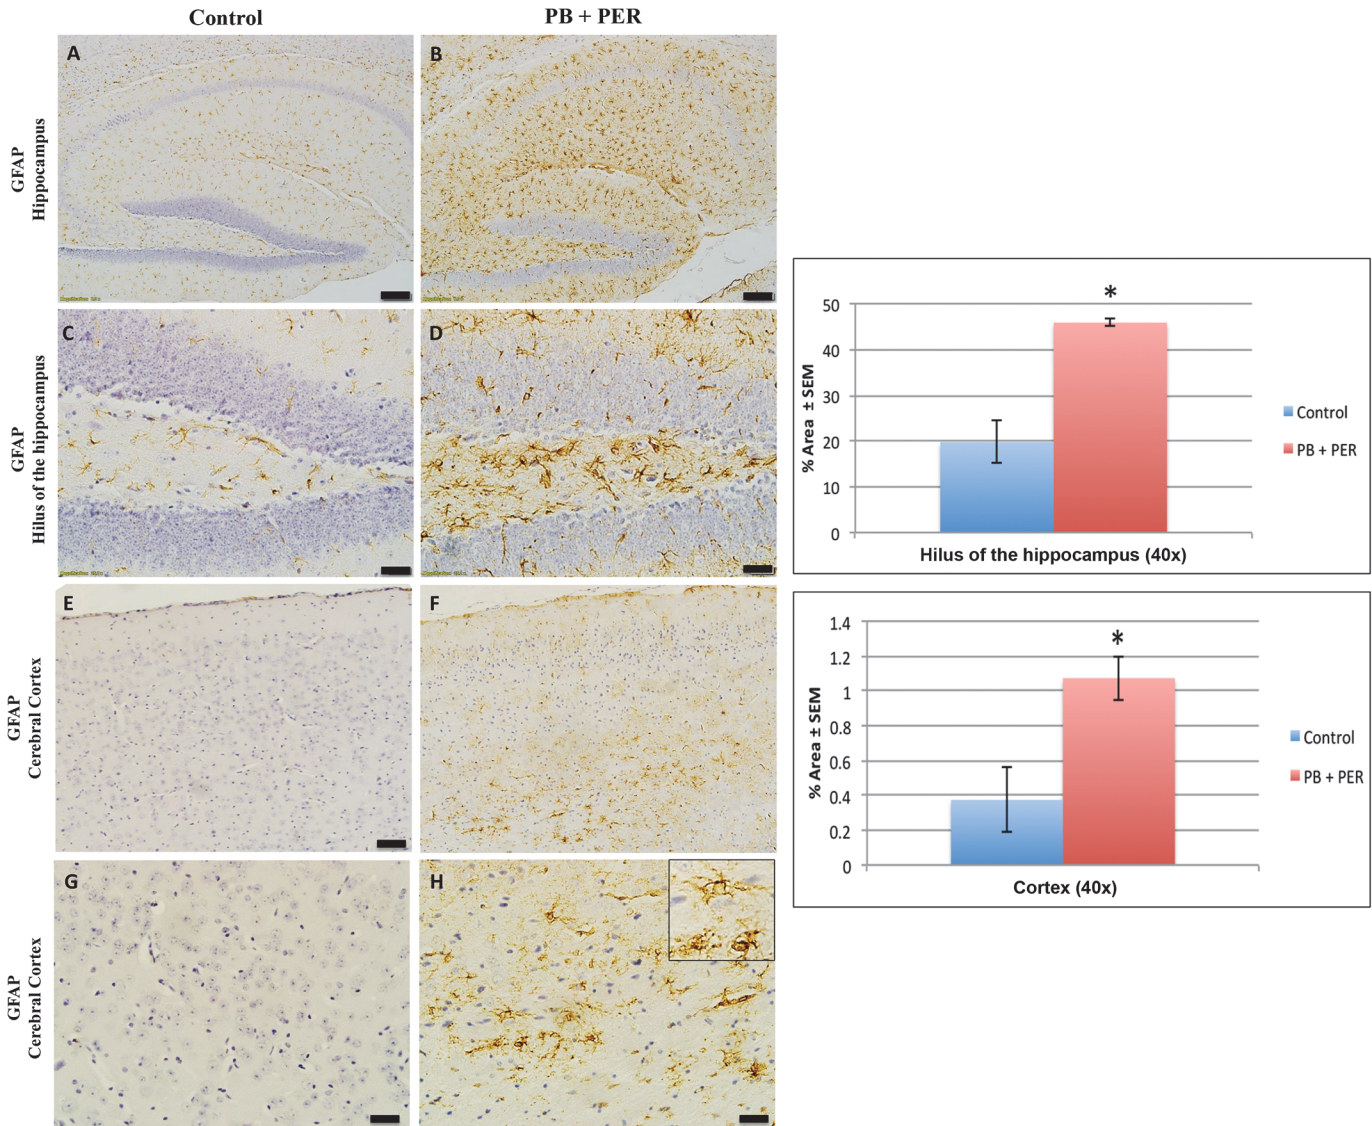 Control
PB + PER
A
B
GFAP
Hippocampus
C
D
GFAP
Hilus of the hippocampus
E
F
GFAP
Cerebral Cortex
G
H
GFAP
Cerebral Cortex
*
50
40
30
20
10
0
% Area ± SEM
Hilus of the hippocampus (40x)
Control
PB + PER
*
1.4
1.2
1
0.8
0.6
0.4
0.2
0
% Area ± SEM
Cortex (40x)
Control
PB + PER